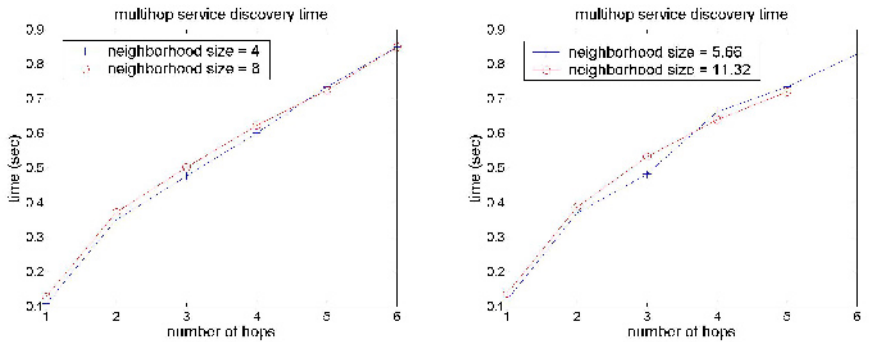 multihop service discovery time
neighborhood size = 4
neighborhood size = 8
0.9
0.8
0.7
0.6
0.5
0.4
0.3
0.2
0.1
time (sec)
1 2 3 4 5 6
number of hops
multihop service discovery time
neighborhood size = 5.66
neighborhood size = 11.32
0.9
0.8
0.7
0.6
0.5
0.4
0.3
0.2
0.1
time (sec)
1 2 3 4 5 6
number of hops